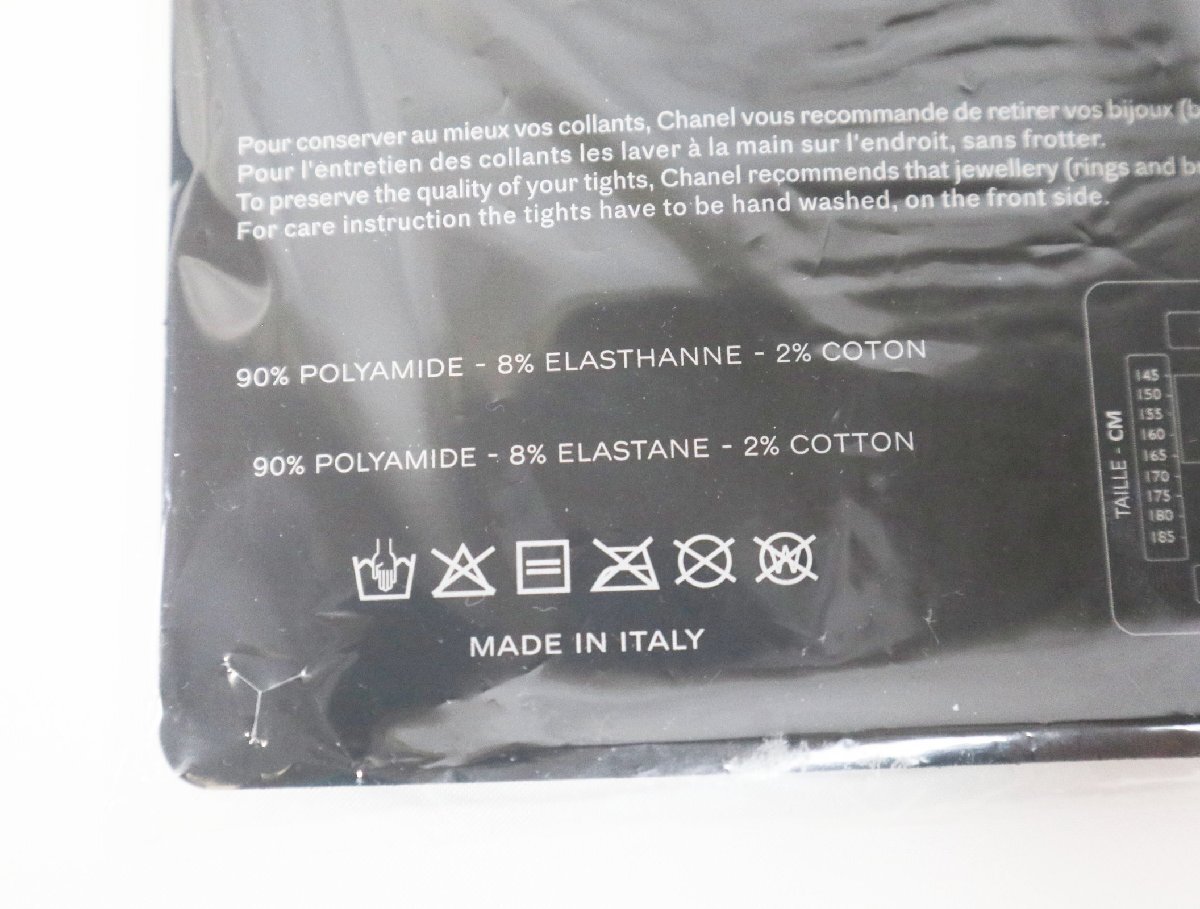 Pour conserver au mieux vos collants, Chanel vous recommande de retirer vos bijoux
Pour l'entretien des collants les laver à la main sur l'endroit, sans frotter.
To preserve the quality of your tights, Chanel recommends that jewellery (rings and
For care instruction the tights have to be hand washed, on the front side.
90% POLYAMIDE - 8% ELASTHANNE - 2% COTON
90% POLYAMIDE - 8% ELASTANE - 2% COTTON
W
MADE IN ITALY
TAILLE - CM
145
150
155
160
165
170
175
180
185